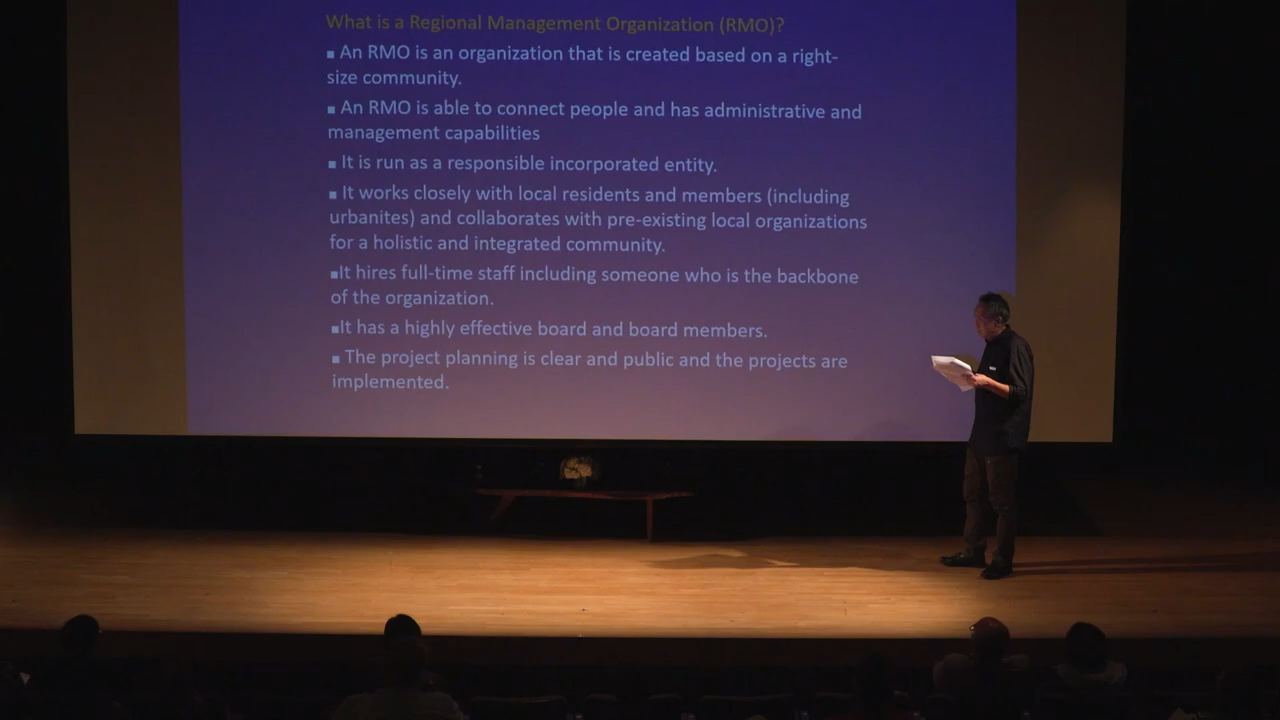 What is a Regional Management Organization (RMO)?
■ An RMO is an organization that is created based on a right-
size community.
■ An RMO is able to connect people and has administrative and
management capabilities
■ It is run as a responsible incorporated entity.
■ It works closely with local residents and members (including
urbanites) and collaborates with pre-existing local organizations
for a holistic and integrated community.
■It hires full-time staff including someone who is the backbone
of the organization.
■It has a highly effective board and board members.
■ The project planning is clear and public and the projects are
implemented.